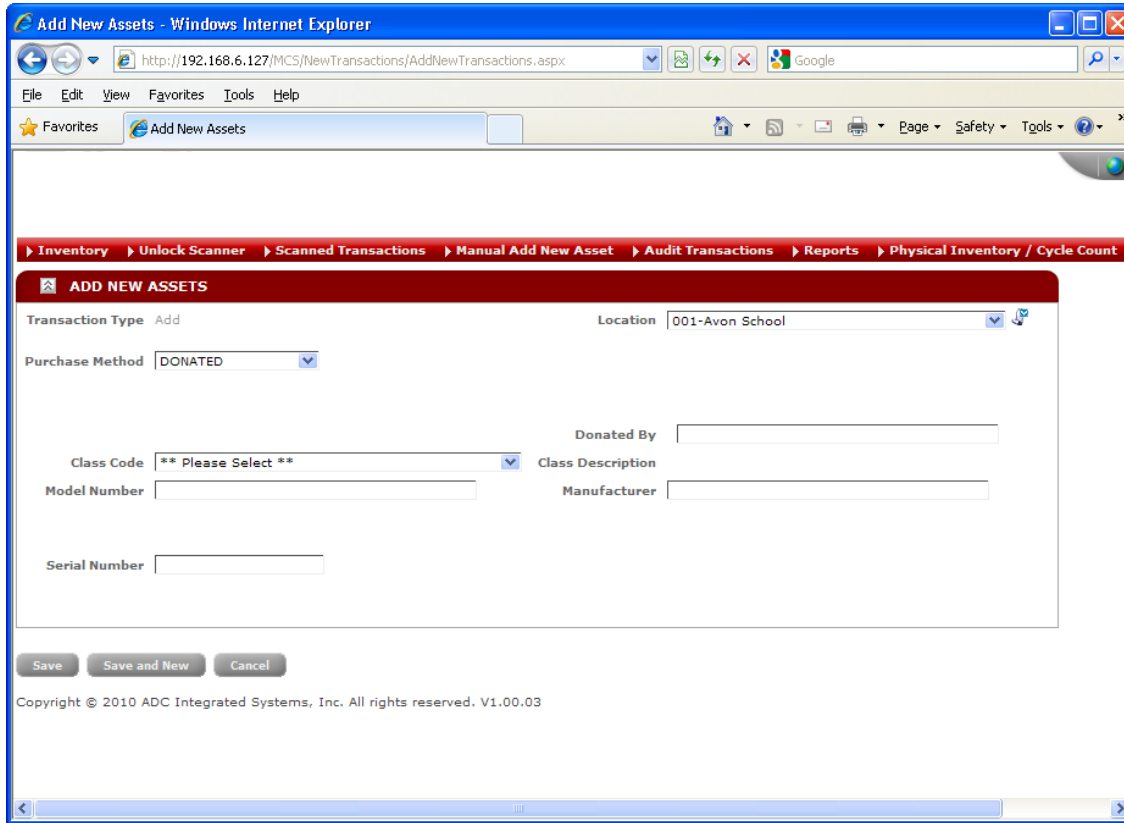 Add New Assets - Windows Internet Explorer
http://192.168.6.127/MCS/NewTransactions/AddNewTransactions.aspx
Google
File Edit View Favorites Tools Help
Favorites Add New Assets Page Safety Tools
Inventory Unlock Scanner Scanned Transactions Manual Add New Asset Audit Transactions Reports Physical Inventory / Cycle Count
ADD NEW ASSETS
Transaction Type Add Location 001-Avon School
Purchase Method DONATED
Donated By
Class Code ** Please Select ** Class Description
Model Number Manufacturer
Serial Number
Save Save and New Cancel
Copyright © 2010 ADC Integrated Systems, Inc. All rights reserved. V1.00.03